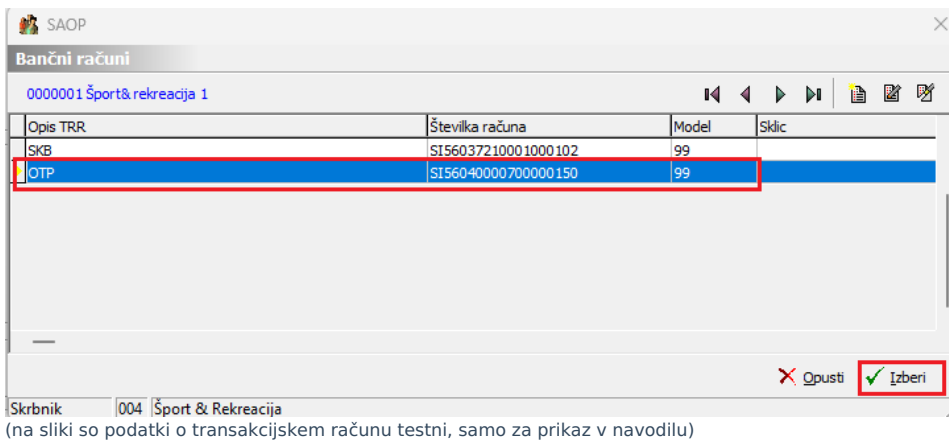 SAOP
Bančni računi
0000001 Šport& rekreacija 1
Opis TRR Številka računa Model Sklic
SKB SI56037210001000102 99
OTP SI56040000700000150 99
Opusti Izberi
Skrbnik 004 Šport & Rekreacija
(na sliki so podatki o transakcijskem računu testni, samo za prikaz v navodilu)